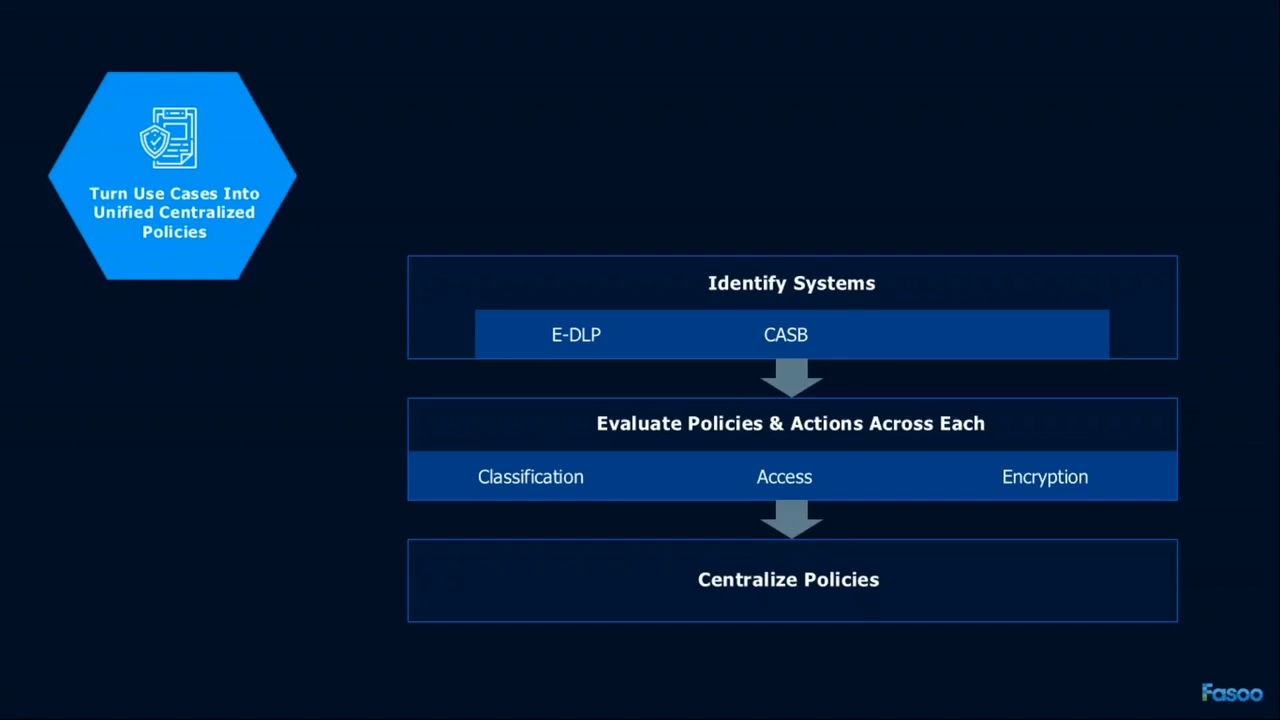 Turn Use Cases Into
Unified Centralized
Policies
Identify Systems
E-DLP CASB
Evaluate Policies & Actions Across Each
Classification Access Encryption
Centralize Policies
Fasoo